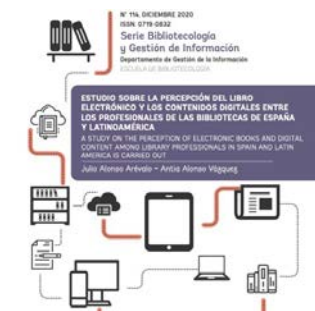 N° 114, DICIEMBRE 2020
ISSN 0719-0832
Serie Bibliotecología
y Gestión de Información
Departamento de Gestión de la Información
ESCUELA DE BIBLIOTECOLOGÍA
ESTUDIO SOBRE LA PERCEPCIÓN DEL LIBRO
ELECTRÓNICO Y LOS CONTENIDOS DIGITALES ENTRE
LOS PROFESIONALES DE LAS BIBLIOTECAS DE ESPAÑA
Y LATINOAMÉRICA
A STUDY ON THE PERCEPTION OF ELECTRONIC BOOKS AND DIGITAL
CONTENT AMONG LIBRARY PROFESSIONALS IN SPAIN AND LATIN
AMERICA IS CARRIED OUT
Julio Alonso Arévalo - Antia Alonso Vázquez